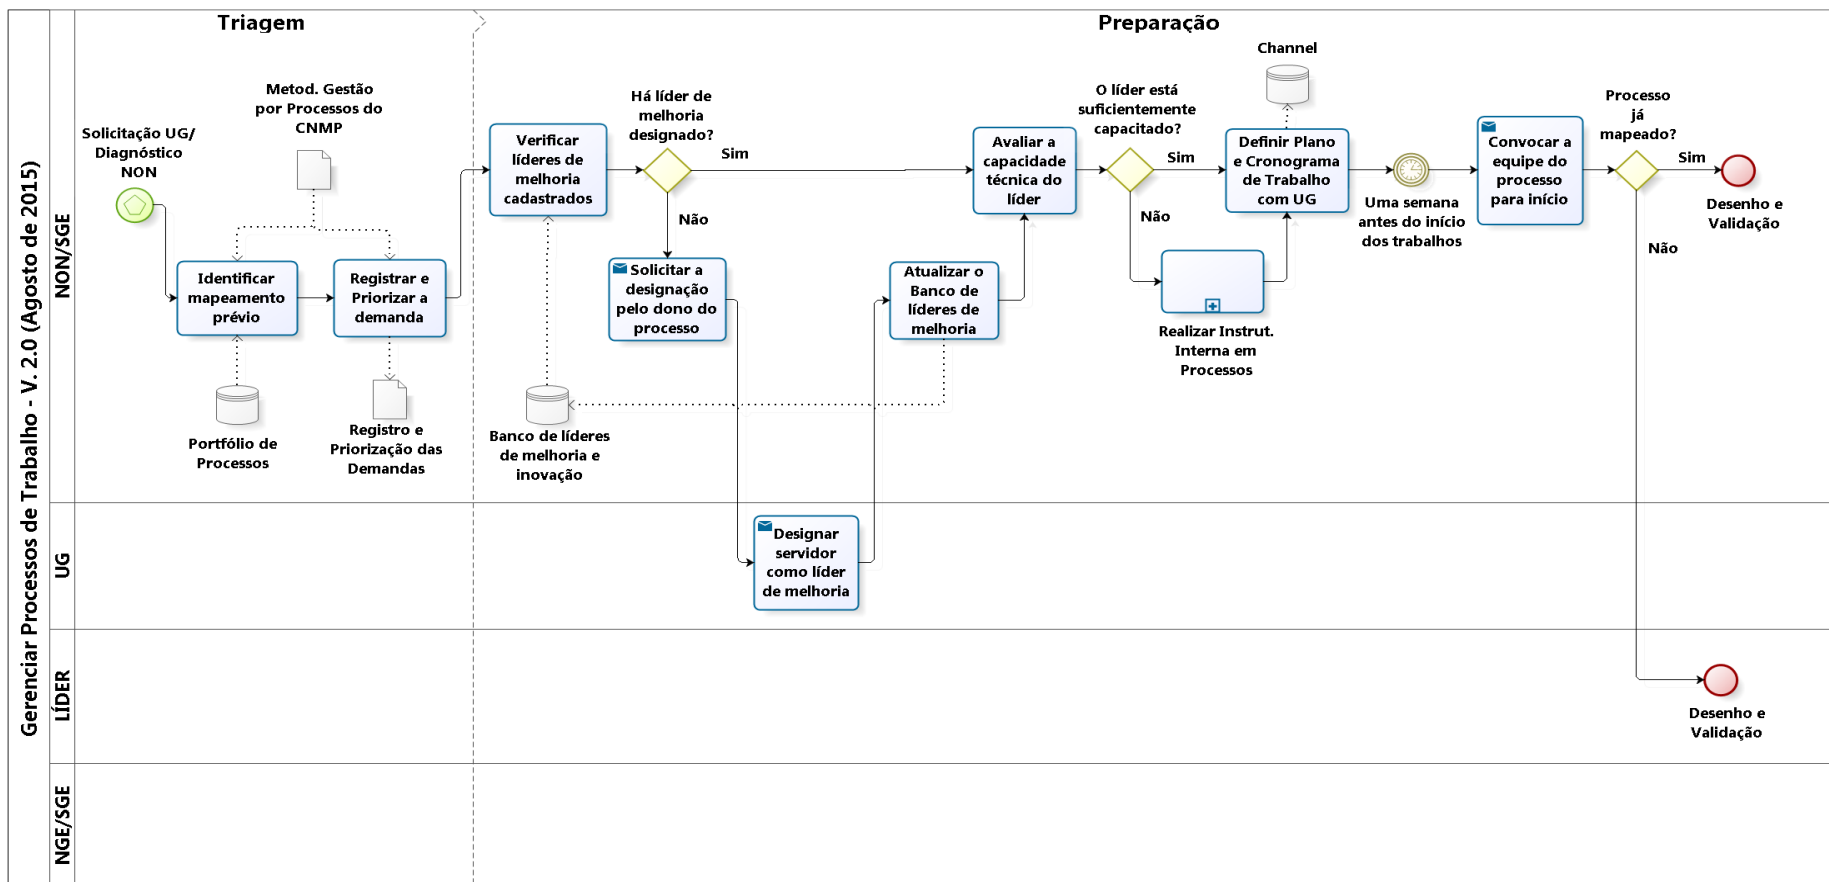 Gerenciar Processos de Trabalho - V. 2.0 (Agosto de 2015)
Triagem
Preparação
NON/SGE
Solicitação UG/
Diagnóstico
NON
Metod. Gestão
por Processos do
CNMP
Identificar
mapeamento
prévio
Registrar e
Priorizar a
demanda
Portfólio de
Processos
Registro e
Priorização das
Demandas
Verificar
líderes de
melhoria
cadastrados
Há líder de
melhoria
designado?
Sim
Não
Solicitar a
designação
pelo dono do
processo
Banco de líderes
de melhoria e
inovação
Atualizar o
Banco de
líderes de
melhoria
Avaliar a
capacidade
técnica do
líder
O líder está
suficientemente
capacitado?
Sim
Não
Realizar Instrut.
Interna em
Processos
Channel
Definir Plano
e Cronograma
de Trabalho
com UG
Uma semana
antes do início
dos trabalhos
Convocar a
equipe do
processo
para início
Processo
já
mapeado?
Sim
Não
Desenho e
Validação
UG
Designar
servidor
como líder
de melhoria
LÍDER
Desenho e
Validação
NGE/SGE